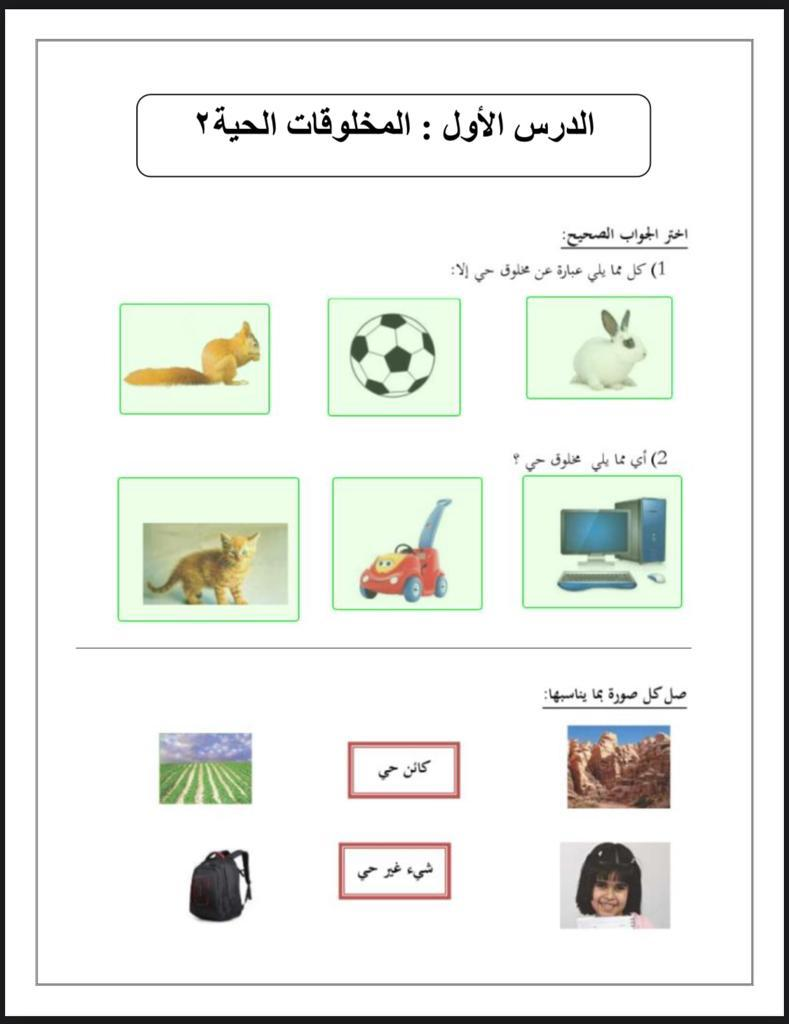 الدرس الأول : المخلوقات الحية٢
اختر الجواب الصحيح:
1) كل مما يلي عبارة عن مخلوق حي إلا:
2) أي مما يلي مخلوق حي ؟
صل كل صورة بما يناسبها:
كائن حي
شيء غير حي